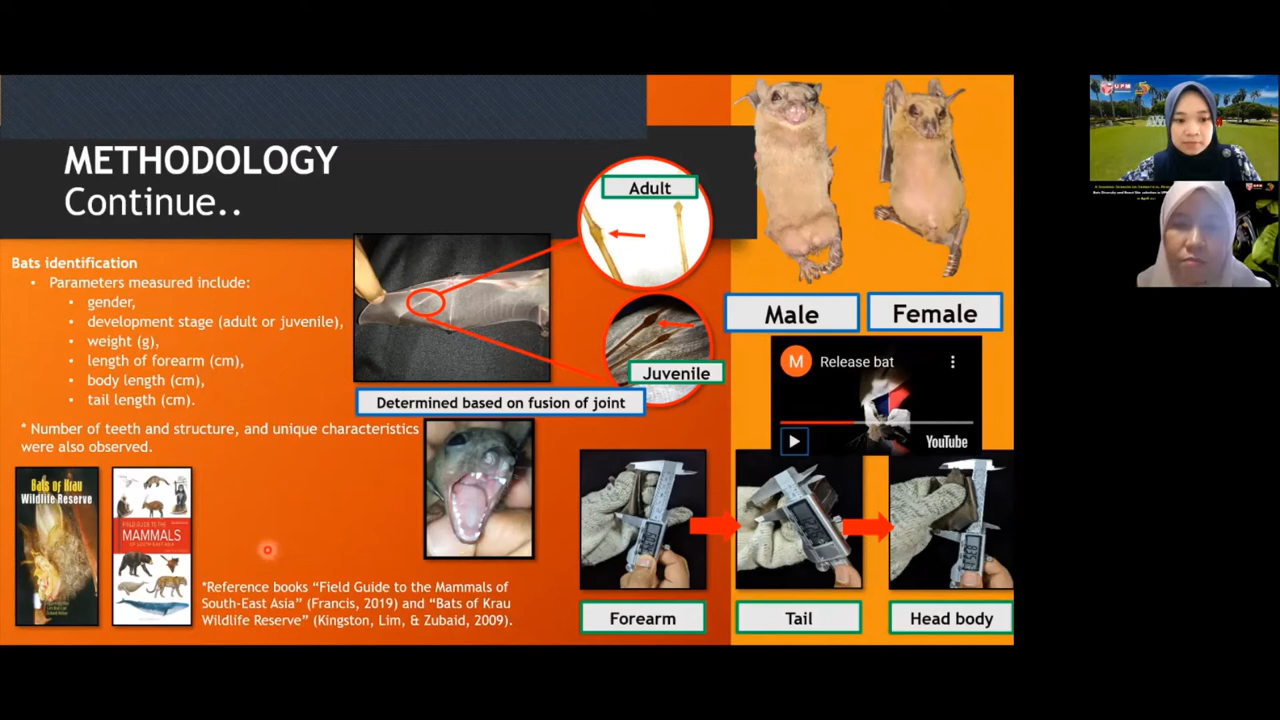 METHODOLOGY
Continue..
Bats identification
• Parameters measured include:
• gender,
• development stage (adult or juvenile),
• weight (g),
• length of forearm (cm),
• body length (cm),
• tail length (cm).
* Number of teeth and structure, and unique characteristics
were also observed.
Bats of Krau
Wildlife Reserve
FIELD GUIDE TO THE
MAMMALS
OF SOUTH-EAST ASIA
*Reference books “Field Guide to the Mammals of
South-East Asia” (Francis, 2019) and “Bats of Krau
Wildlife Reserve” (Kingston, Lim, & Zubaid, 2009).
Adult
Juvenile
Determined based on fusion of joint
Male
Female
M
Release bat
YouTube
Forearm
Tail
Head body
UPM